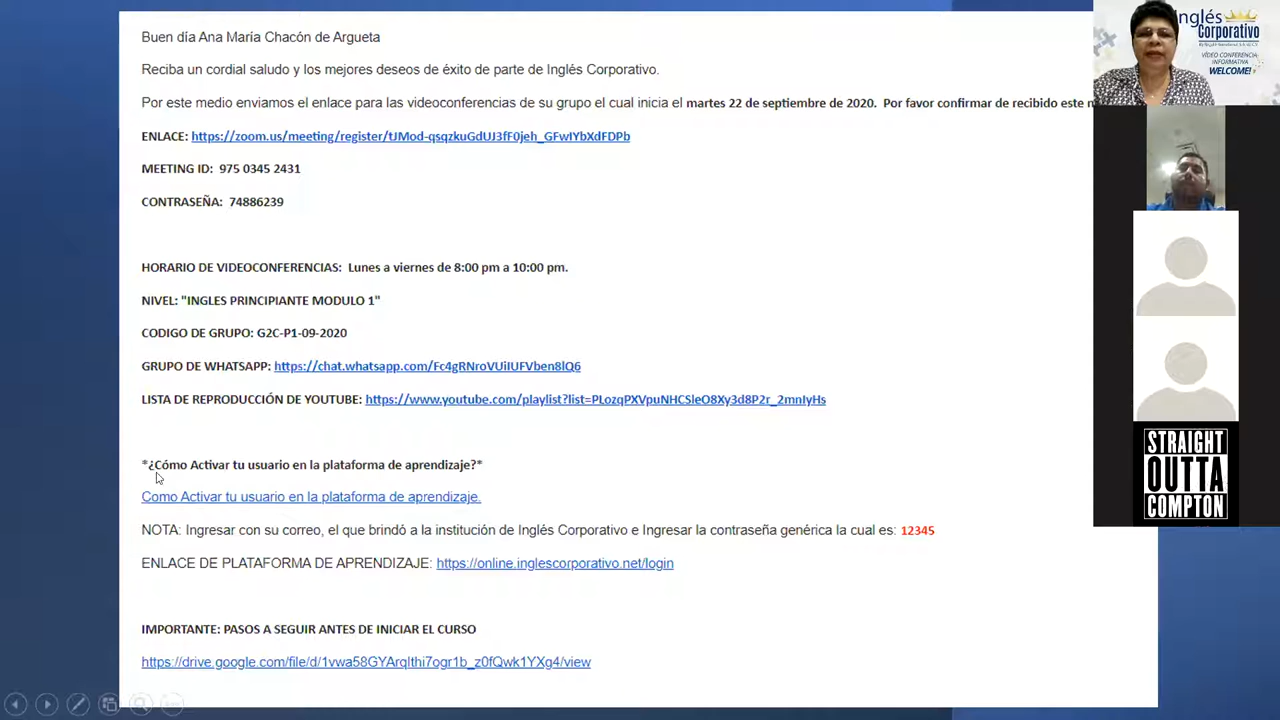 Buen día Ana María Chacón de Argueta
Reciba un cordial saludo y los mejores deseos de éxito de parte de Inglés Corporativo.
Por este medio enviamos el enlace para las videoconferencias de su grupo el cual inicia el martes 22 de septiembre de 2020. Por favor confirmar de recibido este
ENLACE: https://zoom.us/meeting/register/tJMod-qsqzkuGdUJ3fF0jeh_GFwIYbXdFDPb
MEETING ID: 975 0345 2431
CONTRASEÑA: 74886239
HORARIO DE VIDEOCONFERENCIAS: Lunes a viernes de 8:00 pm a 10:00 pm.
NIVEL: "INGLES PRINCIPIANTE MODULO 1"
CODIGO DE GRUPO: G2C-P1-09-2020
GRUPO DE WHATSAPP: https://chat.whatsapp.com/Fc4gRNroVUiIUFVben8lQ6
LISTA DE REPRODUCCIÓN DE YOUTUBE: https://www.youtube.com/playlist?list=PLozqPXVpuNHCSleO8Xy3d8P2r_2mnIyHs
*¿Cómo Activar tu usuario en la plataforma de aprendizaje?*
Como Activar tu usuario en la plataforma de aprendizaje.
NOTA: Ingresar con su correo, el que brindó a la institución de Inglés Corporativo e Ingresar la contraseña genérica la cual es: 12345
ENLACE DE PLATAFORMA DE APRENDIZAJE: https://online.inglescorporativo.net/login
IMPORTANTE: PASOS A SEGUIR ANTES DE INICIAR EL CURSO
https://drive.google.com/file/d/1vwa58GYArqIthi7ogr1b_z0fQwk1YXg4/view
Inglés
Corporativo
VIDEO CONFERENCIA
INFORMATIVA
WELCOME!
STRAIGHT
OUTTA
COMPTON